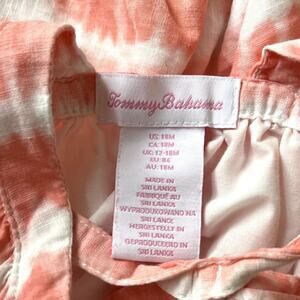 Tommy Bahama
US: 18M
CA: 18M
UK: 12-18M
EU: 86
AU: 18M
MADE IN
SRI LANKA
FABRIQUÉ AU
SRI LANKA
WYPRODUKOWANO NA
SRI LANCE
HERGESTELLT IN
SRI LANKA
GEPRODUCEERD IN
SRI LANKA